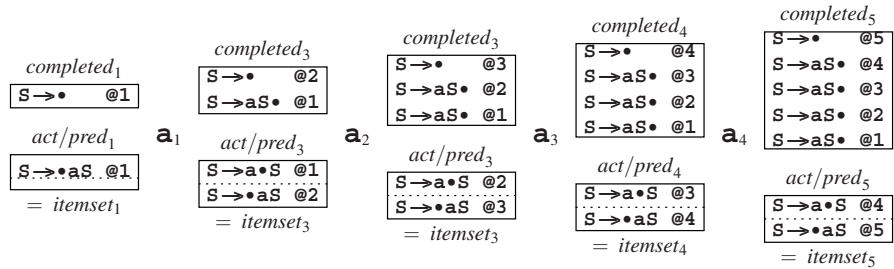 completed₁
S→• @1
act/pred₁
S→•aS @1
= itemset₁
a₁
completed₃
S→• @2
S→aS• @1
act/pred₃
S→a•S @1
S→•aS @2
= itemset₃
a₂
completed₃
S→• @3
S→aS• @2
S→aS• @1
act/pred₃
S→a•S @2
S→•aS @3
= itemset₃
a₃
completed₄
S→• @4
S→aS• @3
S→aS• @2
S→aS• @1
act/pred₄
S→a•S @3
S→•aS @4
= itemset₄
a₄
completed₅
S→• @5
S→aS• @4
S→aS• @3
S→aS• @2
S→aS• @1
act/pred₅
S→a•S @4
S→•aS @5
= itemset₅